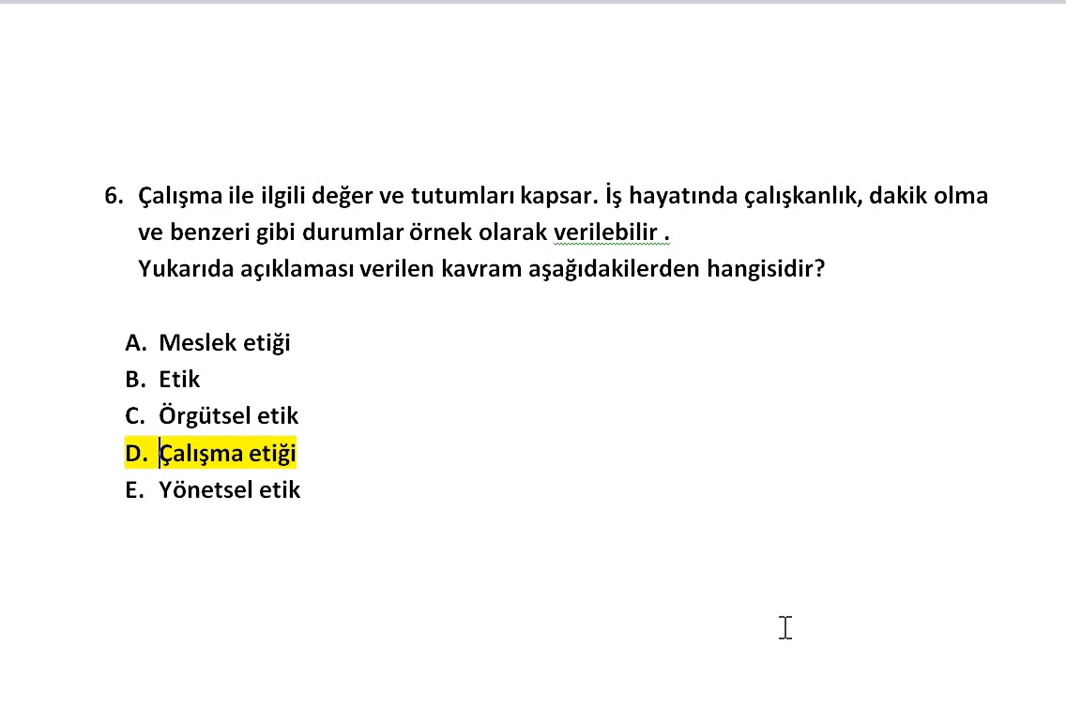 6. Çalışma ile ilgili değer ve tutumları kapsar. İş hayatında çalışkanlık, dakik olma
ve benzeri gibi durumlar örnek olarak verilebilir .
Yukarıda açıklaması verilen kavram aşağıdakilerden hangisidir?
A. Meslek etiği
B. Etik
C. Örgütsel etik
D. Çalışma etiği
E. Yönetsel etik